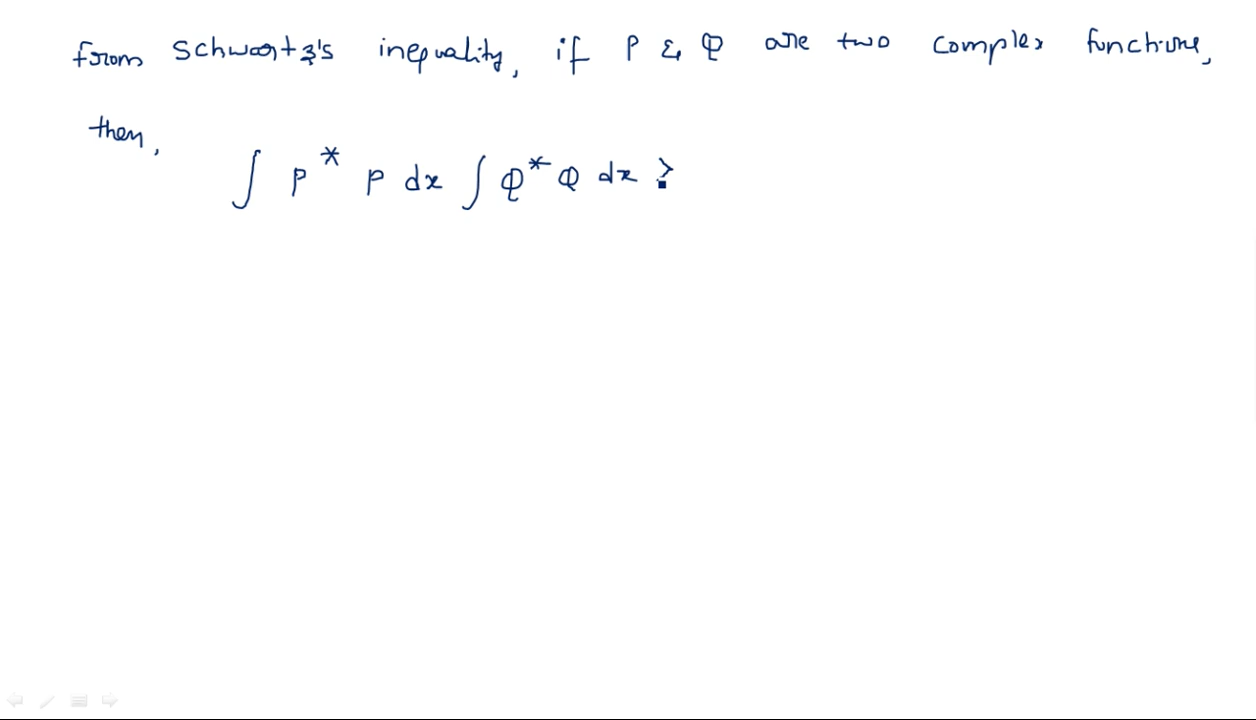 from Schwartz's inequality, if P & Q are two complex functions,
then,
∫ P* P dx ∫ Q* Q dx ≥